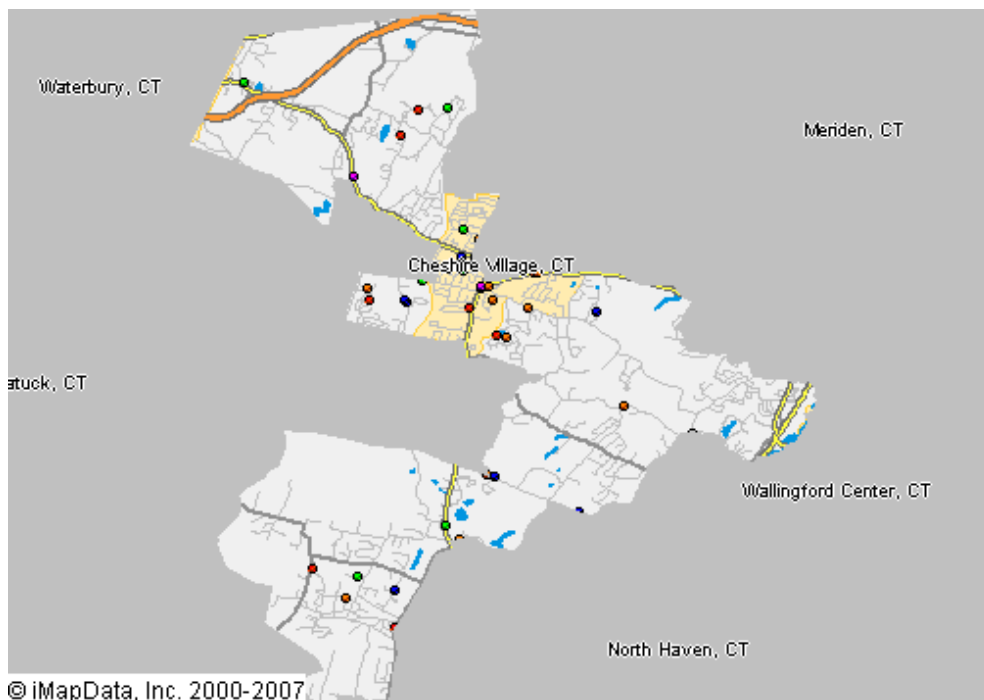 Waterbury, CT
Meriden, CT
Cheshire Village, CT
atuck, CT
Wallingford Center, CT
North Haven, CT
© iMapData, Inc. 2000-2007